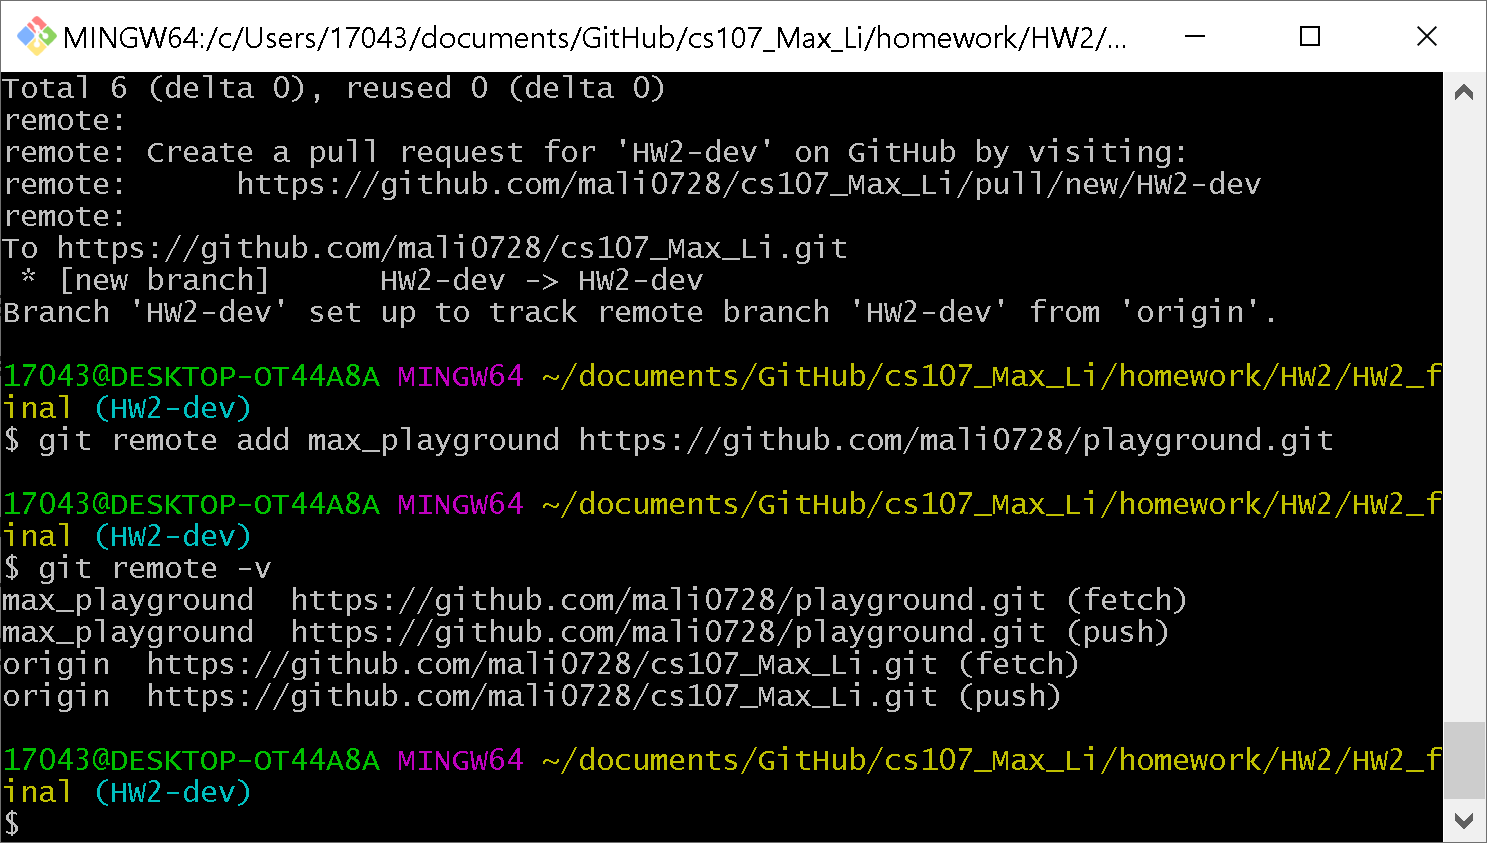 MINGW64:/c/Users/17043/documents/GitHub/cs107_Max_Li/homework/HW2/...
Total 6 (delta 0), reused 0 (delta 0)
remote:
remote: Create a pull request for 'HW2-dev' on GitHub by visiting:
remote:      https://github.com/mali0728/cs107_Max_Li/pull/new/HW2-dev
remote:
To https://github.com/mali0728/cs107_Max_Li.git
 * [new branch]      HW2-dev -> HW2-dev
Branch 'HW2-dev' set up to track remote branch 'HW2-dev' from 'origin'.
17043@DESKTOP-OT44A8A MINGW64 ~/documents/GitHub/cs107_Max_Li/homework/HW2/HW2_f
inal (HW2-dev)
$ git remote add max_playground https://github.com/mali0728/playground.git
17043@DESKTOP-OT44A8A MINGW64 ~/documents/GitHub/cs107_Max_Li/homework/HW2/HW2_f
inal (HW2-dev)
$ git remote -v
max_playground  https://github.com/mali0728/playground.git (fetch)
max_playground  https://github.com/mali0728/playground.git (push)
origin  https://github.com/mali0728/cs107_Max_Li.git (fetch)
origin  https://github.com/mali0728/cs107_Max_Li.git (push)
17043@DESKTOP-OT44A8A MINGW64 ~/documents/GitHub/cs107_Max_Li/homework/HW2/HW2_f
inal (HW2-dev)
$